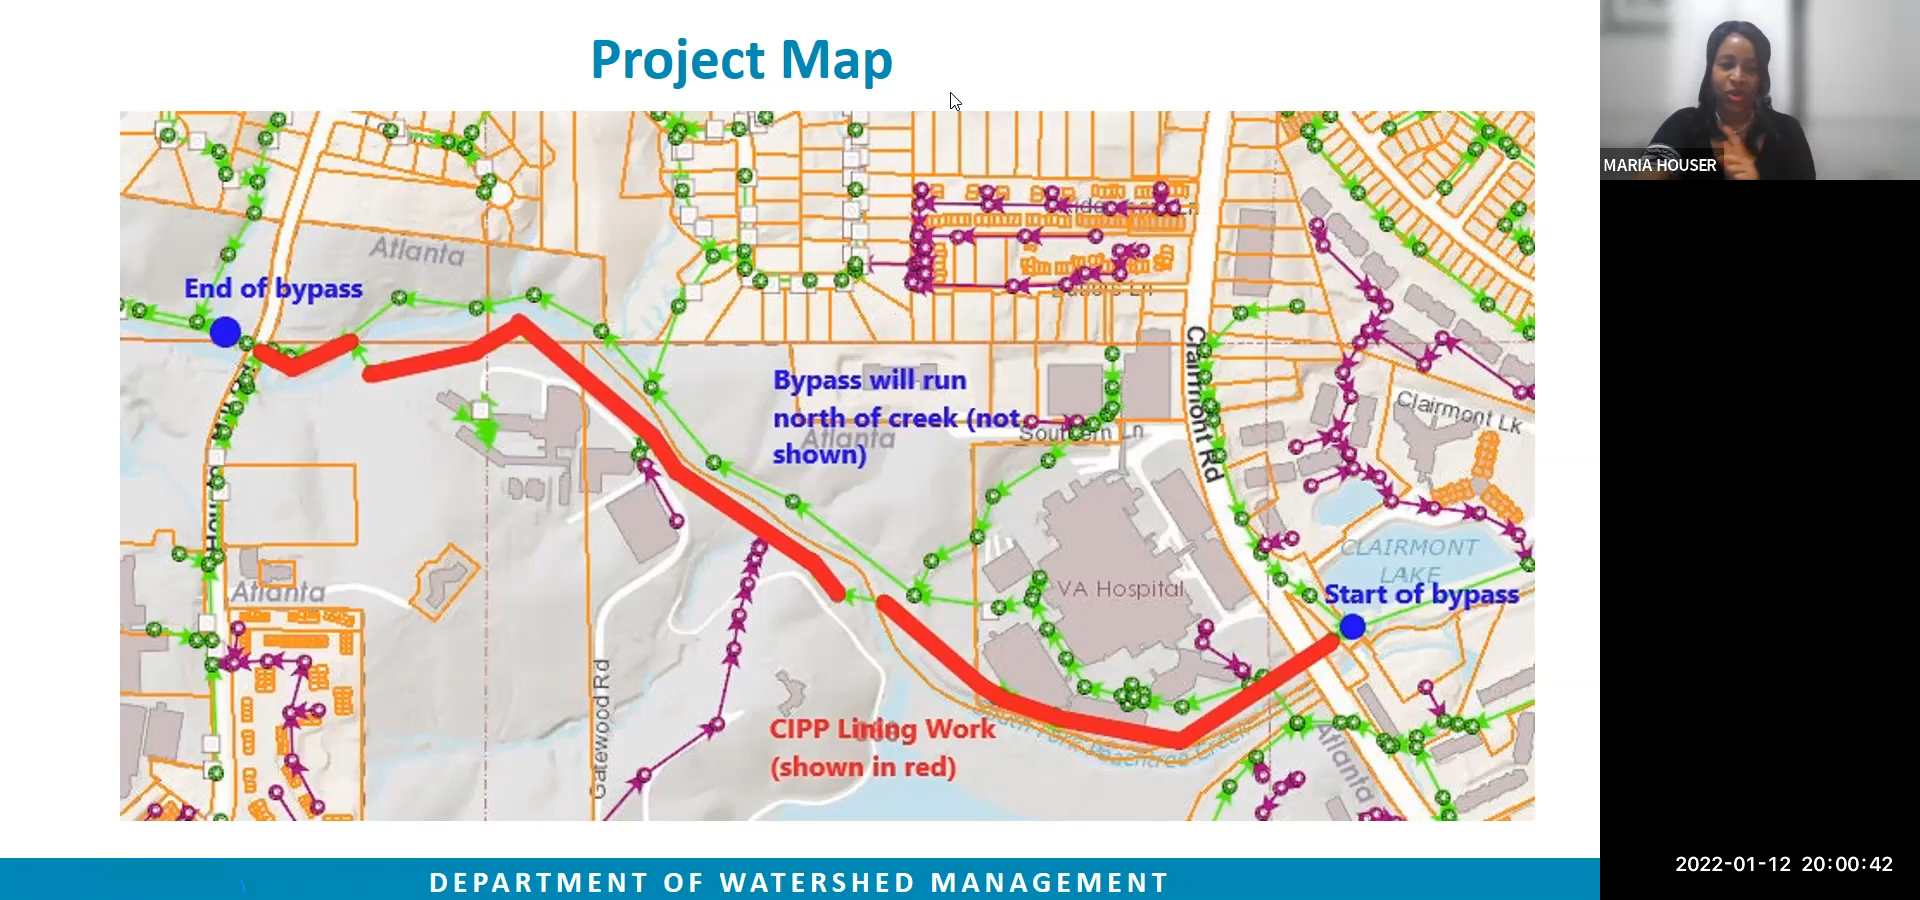 Project Map
MARIA HOUSER
Atlanta
End of bypass
Clairmont Rd
Bypass will run
north of creek (not
shown)
Atlanta
Southern Ln
Clairmont Lk
CLAIRMONT
LAKE
Start of bypass
VA Hospital
Atlanta
Gatewood Rd
CIPP Lining Work
(shown in red)
Atlanta
DEPARTMENT OF WATERSHED MANAGEMENT
2022-01-12 20:00:42